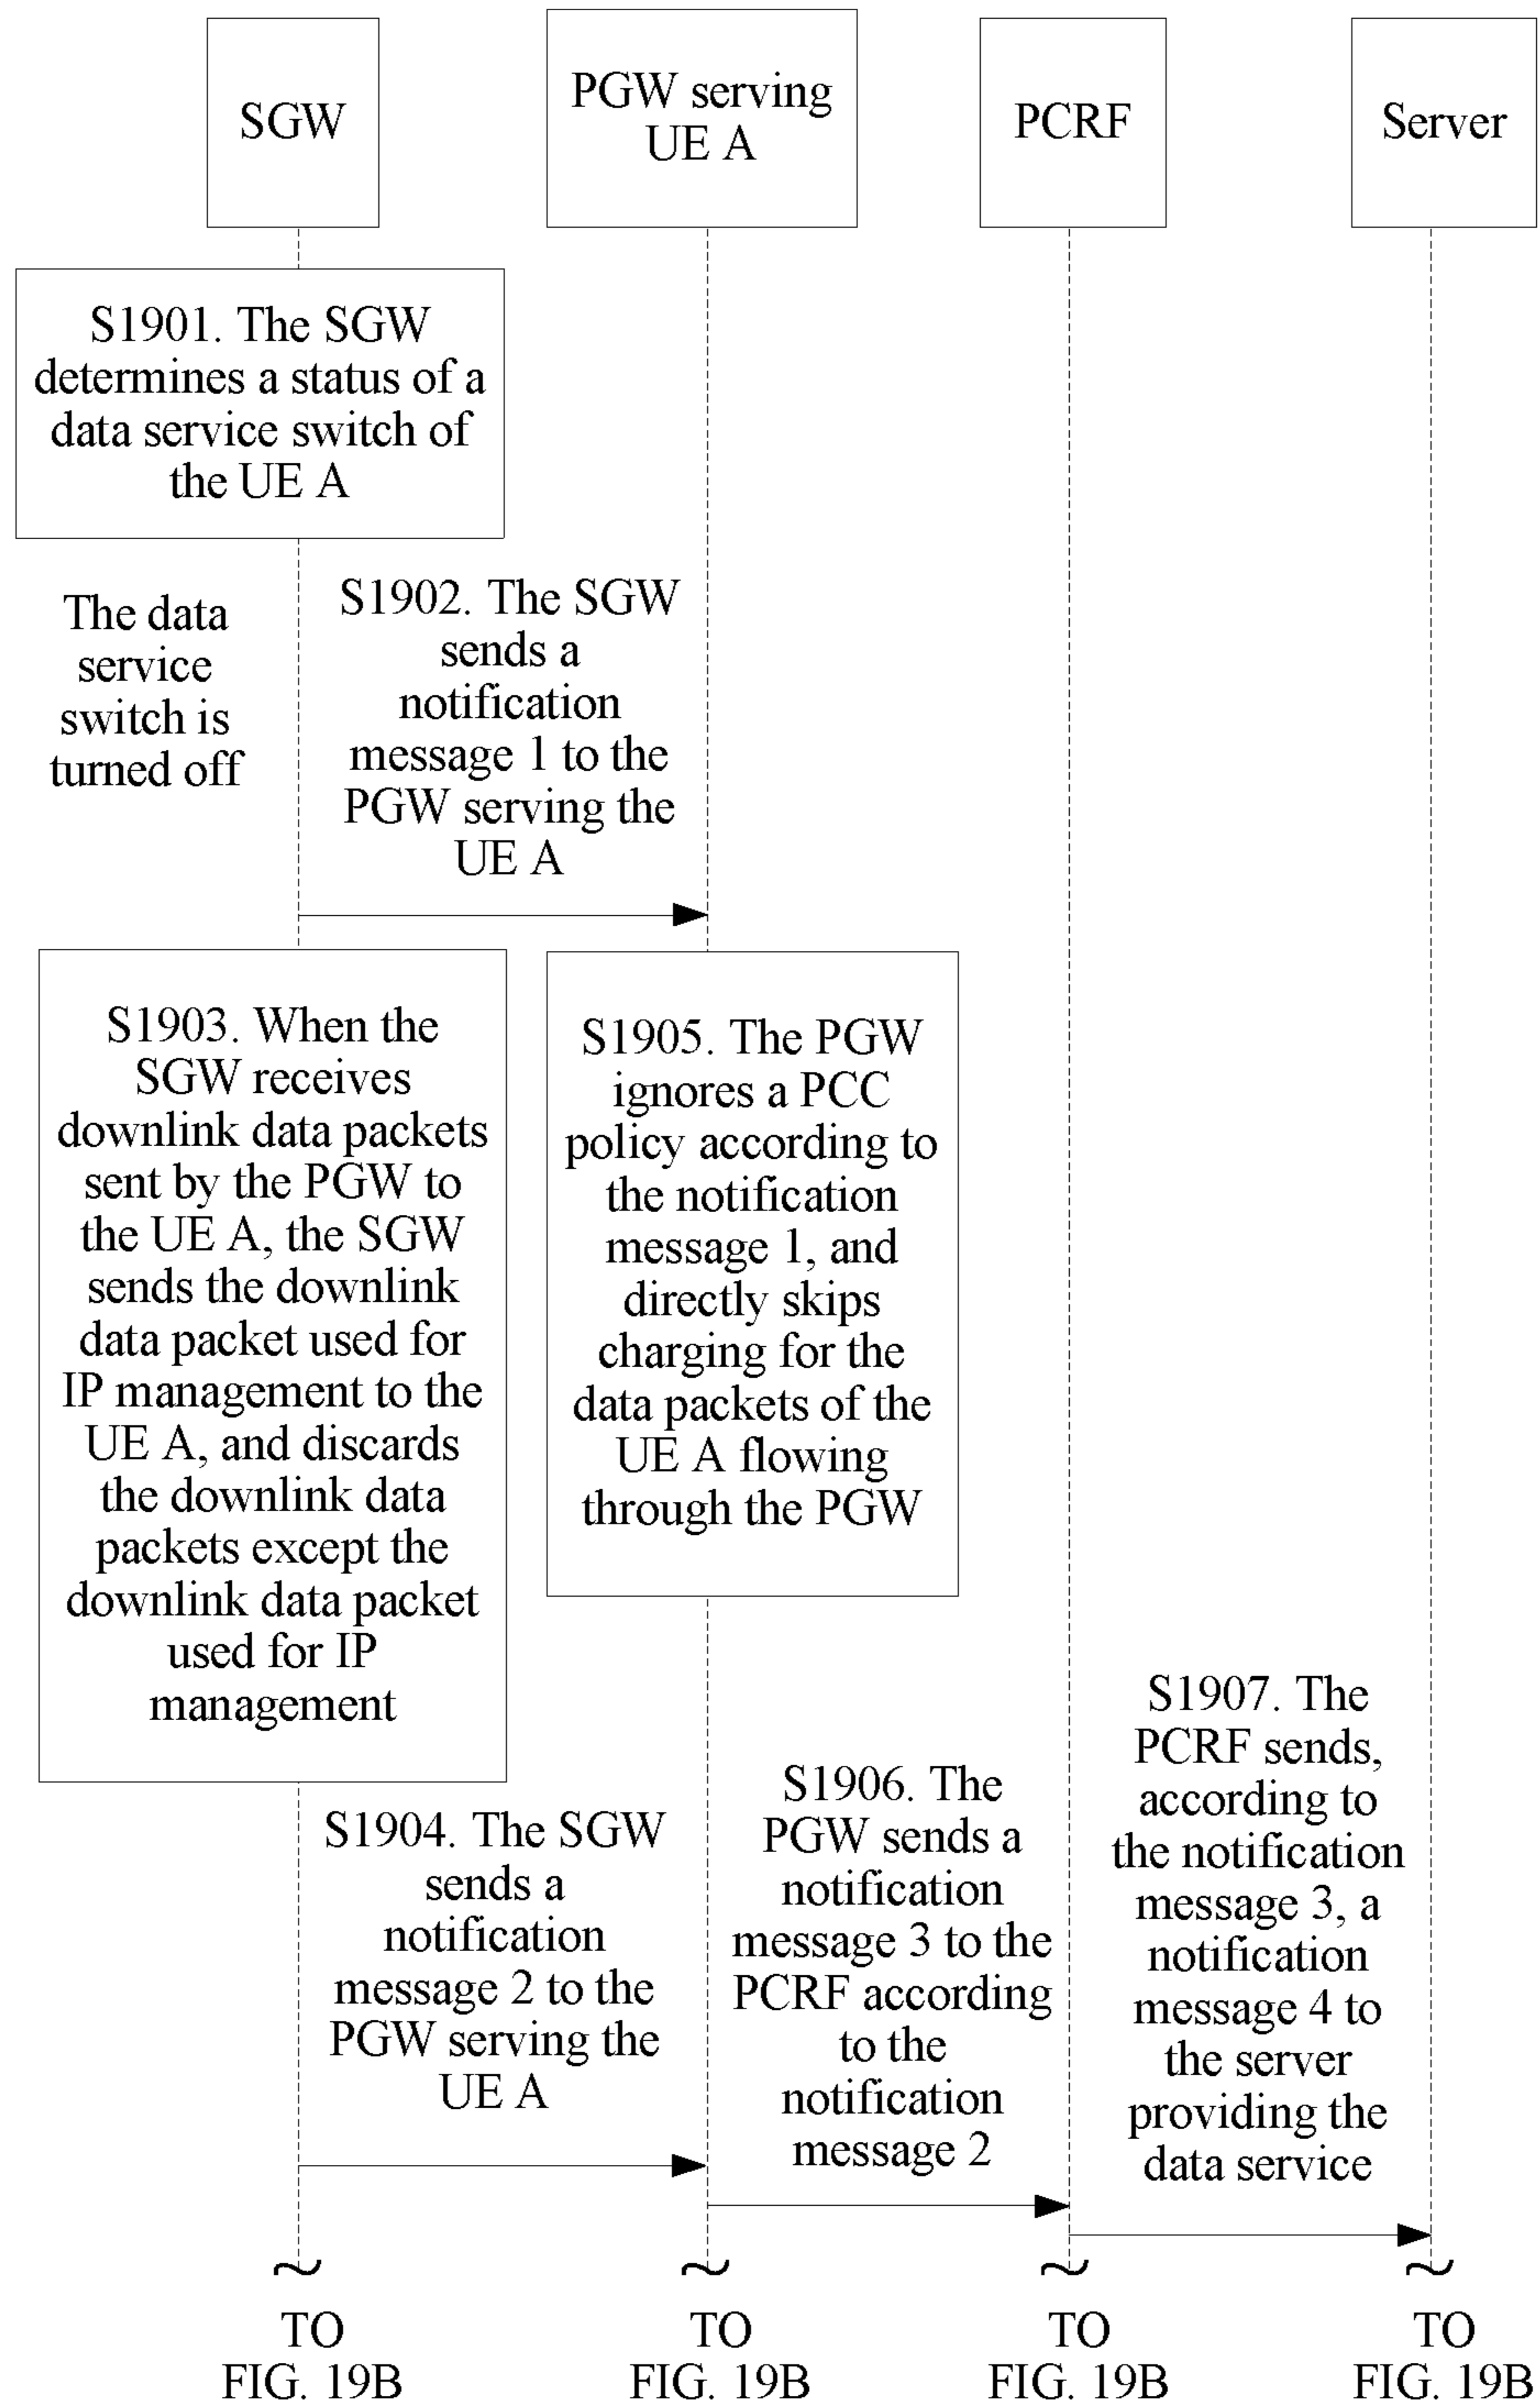 SGW
PGW serving
UE A
PCRF
Server
S1901. The SGW
determines a status of a
data service switch of
the UE A
The data
service
switch is
turned off
S1902. The SGW
sends a
notification
message 1 to the
PGW serving the
UE A
S1903. When the
SGW receives
downlink data packets
sent by the PGW to
the UE A, the SGW
sends the downlink
data packet used for
IP management to the
UE A, and discards
the downlink data
packets except the
downlink data packet
used for IP
management
S1905. The PGW
ignores a PCC
policy according to
the notification
message 1, and
directly skips
charging for the
data packets of the
UE A flowing
through the PGW
S1904. The SGW
sends a
notification
message 2 to the
PGW serving the
UE A
S1906. The
PGW sends a
notification
message 3 to the
PCRF according
to the
notification
message 2
S1907. The
PCRF sends,
according to
the notification
message 3, a
notification
message 4 to
the server
providing the
data service
TO
FIG. 19B
TO
FIG. 19B
TO
FIG. 19B
TO
FIG. 19B